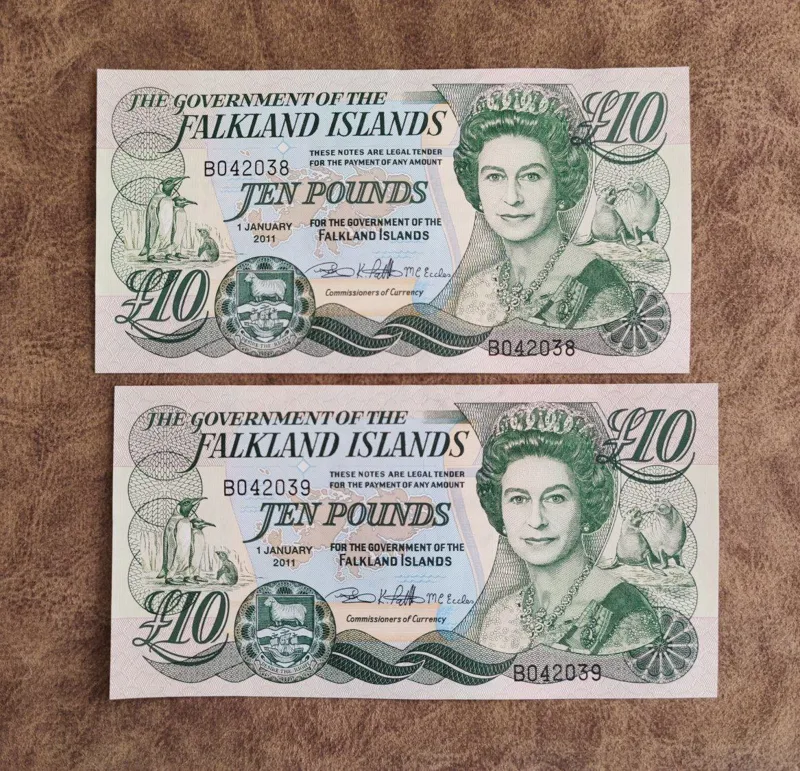 THE GOVERNMENT OF THE
FALKLAND ISLANDS
£10
THESE NOTES ARE LEGAL TENDER
FOR THE PAYMENT OF ANY AMOUNT
B042038
TEN POUNDS
1 JANUARY
2011
FOR THE GOVERNMENT OF THE
FALKLAND ISLANDS
M C Eccles
Commissioners of Currency
£10
B042038
THE GOVERNMENT OF THE
FALKLAND ISLANDS
£10
THESE NOTES ARE LEGAL TENDER
FOR THE PAYMENT OF ANY AMOUNT
B042039
TEN POUNDS
1 JANUARY
2011
FOR THE GOVERNMENT OF THE
FALKLAND ISLANDS
M C Eccles
Commissioners of Currency
£10
B042039